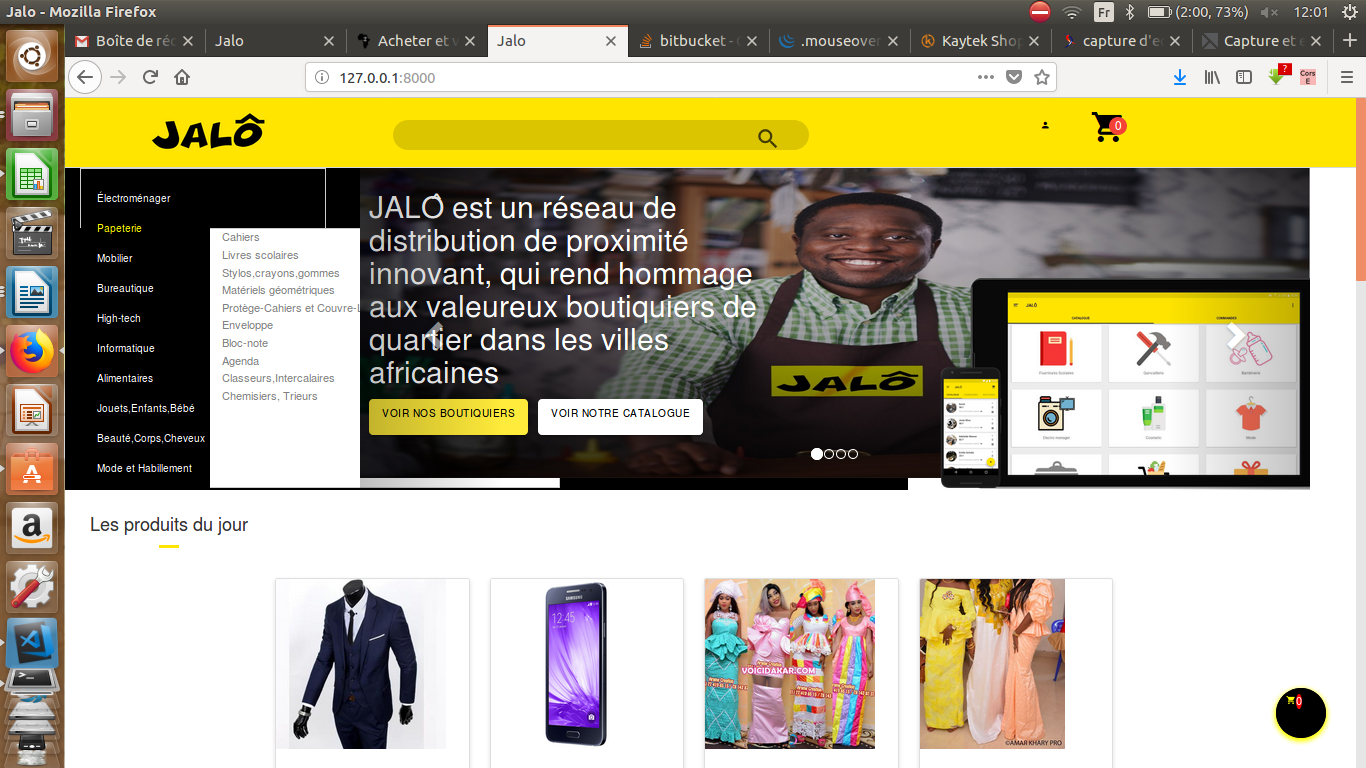 Jalo - Mozilla Firefox
Fr
(2:00, 73%)
12:01
Boîte de réc
Jalo
Acheter et v
Jalo
bitbucket -
.mouseover
Kaytek Shop
capture d'e
Capture et e
127.0.0.1:8000
?
Cors
E
JALÔ
0
Électroménager
Papeterie
Mobilier
Bureautique
High-tech
Informatique
Alimentaires
Jouets,Enfants,Bébé
Beauté,Corps,Cheveux
Mode et Habillement
Cahiers
Livres scolaires
Stylos,crayons,gommes
Matériels géométriques
Protège-Cahiers et Couvre-L
Enveloppe
Bloc-note
Agenda
Classeurs,Intercalaires
Chemisiers, Trieurs
JALÔ est un réseau de
distribution de proximité
innovant, qui rend hommage
aux valeureux boutiquiers de
quartier dans les villes
africaines
VOIR NOS BOUTIQUIERS
VOIR NOTRE CATALOGUE
JALÔ
JALÔ
CATALOGUE
COMMANDES
JALÔ
Les produits du jour
SAMSUNG
12:45
VOICIDAKAR.COM
©AMAR KHARY PRO
0